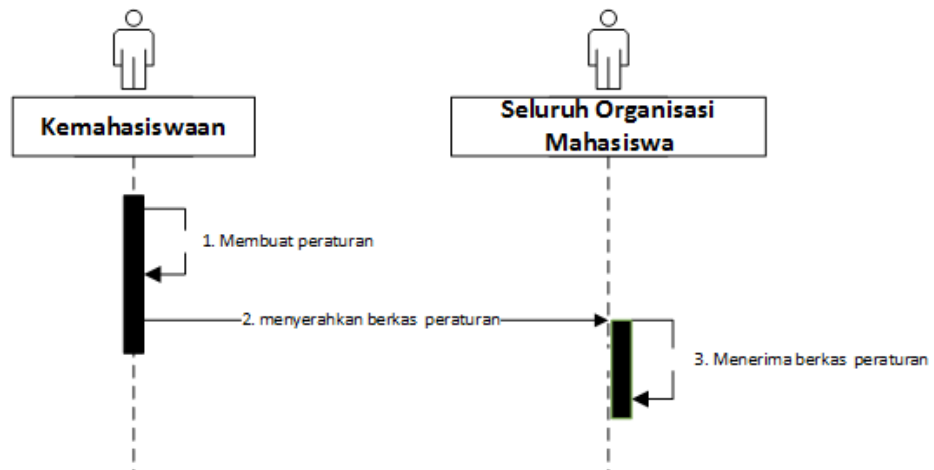 Kemahasiswaan
Seluruh Organisasi
Mahasiswa
1. Membuat peraturan
2. menyerahkan berkas peraturan
3. Menerima berkas peraturan